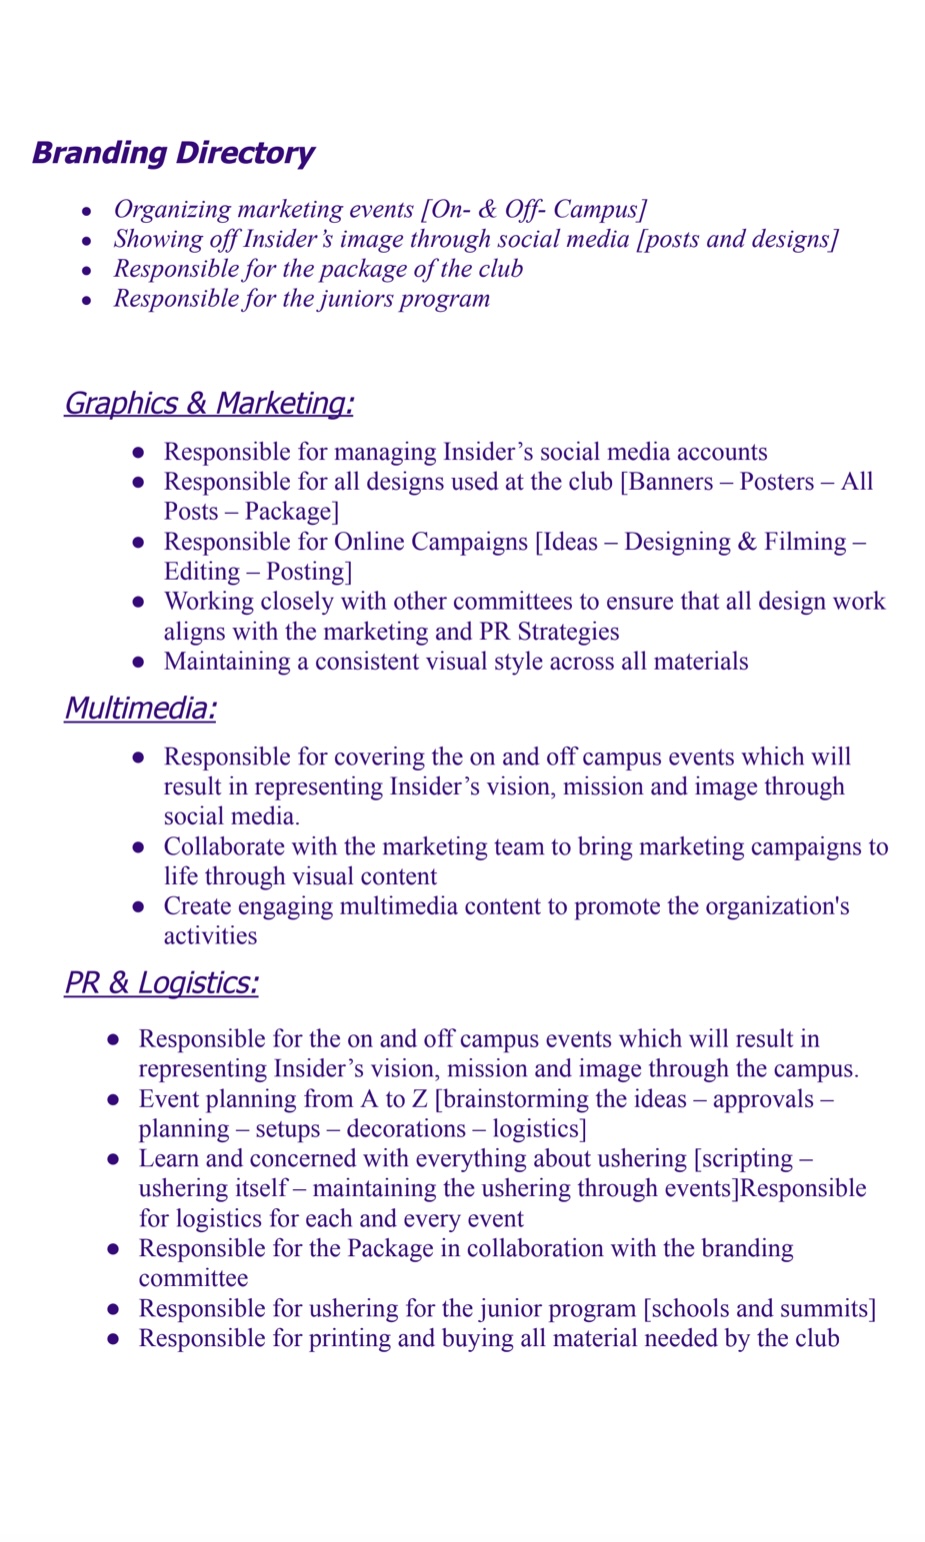 Branding Directory
● Organizing marketing events [On- & Off- Campus]
● Showing off Insider’s image through social media [posts and designs]
● Responsible for the package of the club
● Responsible for the juniors program
Graphics & Marketing:
● Responsible for managing Insider’s social media accounts
● Responsible for all designs used at the club [Banners – Posters – All
Posts – Package]
● Responsible for Online Campaigns [Ideas – Designing & Filming –
Editing – Posting]
● Working closely with other committees to ensure that all design work
aligns with the marketing and PR Strategies
● Maintaining a consistent visual style across all materials
Multimedia:
● Responsible for covering the on and off campus events which will
result in representing Insider’s vision, mission and image through
social media.
● Collaborate with the marketing team to bring marketing campaigns to
life through visual content
● Create engaging multimedia content to promote the organization's
activities
PR & Logistics:
● Responsible for the on and off campus events which will result in
representing Insider’s vision, mission and image through the campus.
● Event planning from A to Z [brainstorming the ideas – approvals –
planning – setups – decorations – logistics]
● Learn and concerned with everything about ushering [scripting –
ushering itself – maintaining the ushering through events]Responsible
for logistics for each and every event
● Responsible for the Package in collaboration with the branding
committee
● Responsible for ushering for the junior program [schools and summits]
● Responsible for printing and buying all material needed by the club